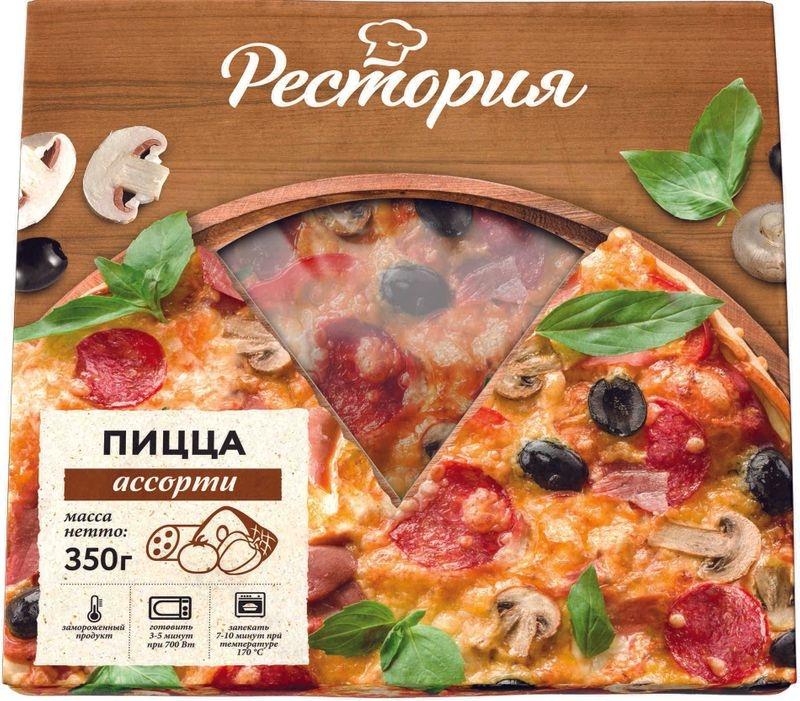 Рестория
ПИЦЦА
ассорти
масса
нетто:
350г
замороженный
продукт
готовить
3-5 минут
при 700 Вт
запекать
7-10 минут при
температуре
170 °С